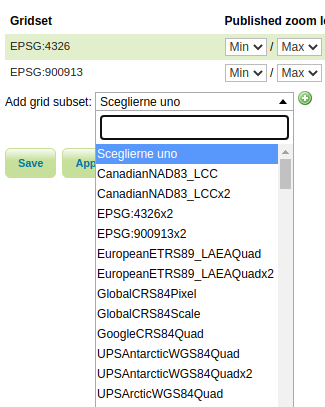 Gridset Published zoom l
EPSG:4326 Min / Max
EPSG:900913 Min / Max
Add grid subset: Sceglierne uno
Save App
Sceglierne uno
CanadianNAD83_LCC
CanadianNAD83_LCCx2
EPSG:4326x2
EPSG:900913x2
EuropeanETRS89_LAEAQuad
EuropeanETRS89_LAEAQuadx2
GlobalCRS84Pixel
GlobalCRS84Scale
GoogleCRS84Quad
UPSAntarcticWGS84Quad
UPSAntarcticWGS84Quadx2
UPSArcticWGS84Quad